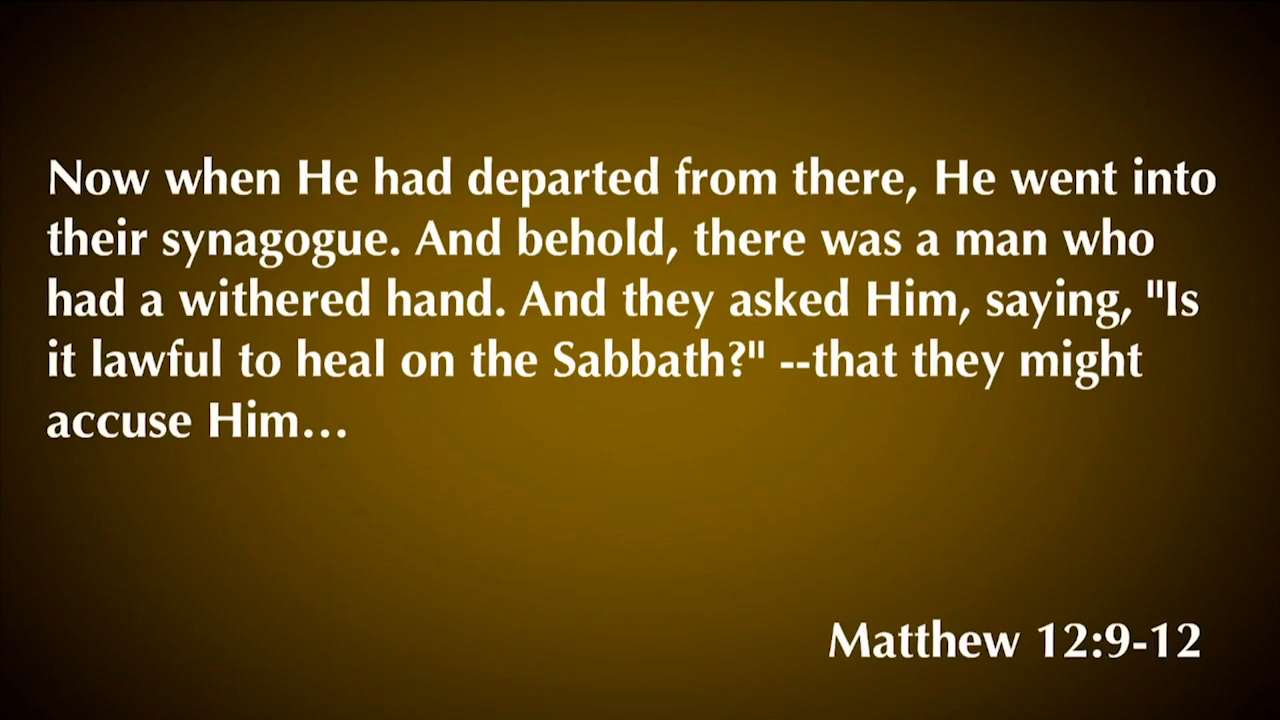 Now when He had departed from there, He went into
their synagogue. And behold, there was a man who
had a withered hand. And they asked Him, saying, "Is
it lawful to heal on the Sabbath?" --that they might
accuse Him…
Matthew 12:9-12